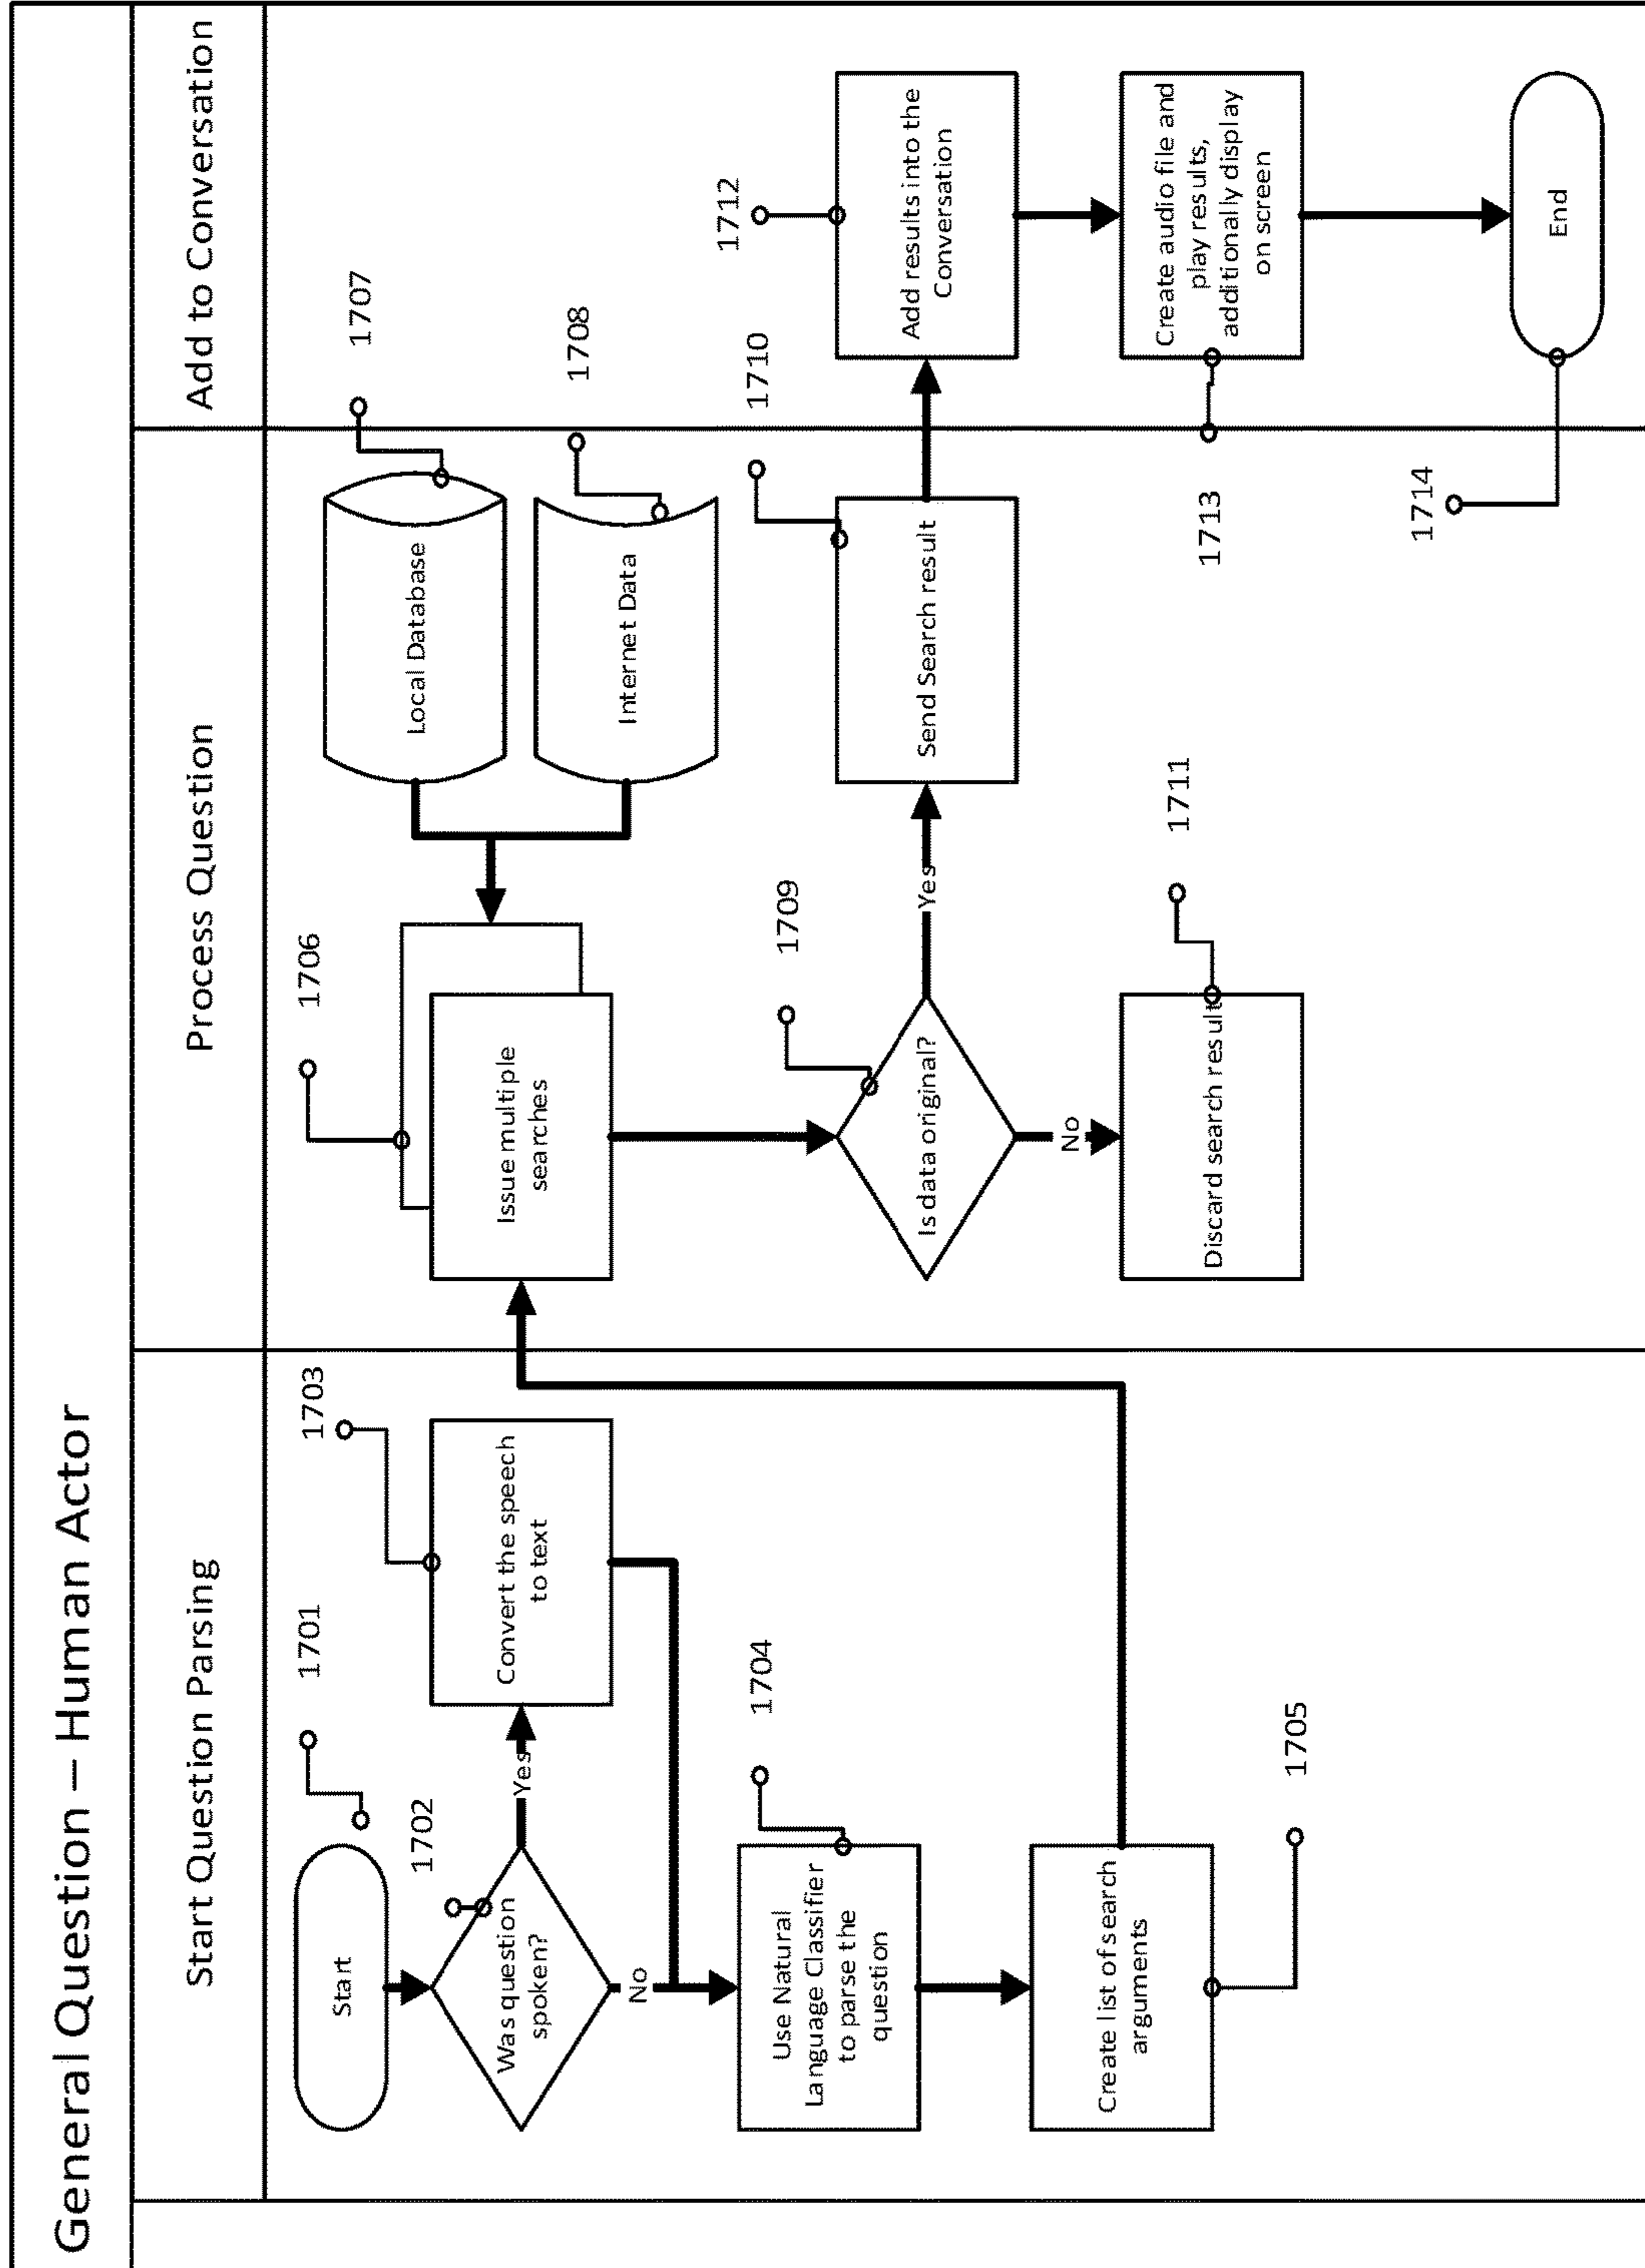 General Question – Human Actor
Start Question Parsing
Process Question
Add to Conversation
1701
Start
1702
Was question
spoken?
Yes
No
1703
Convert the speech
to text
1704
Use Natural
Language Classifier
to parse the
question
Create list of search
arguments
1705
1706
Issue multiple
searches
1707
Local Database
1708
Internet Data
1709
Is data original?
Yes
No
1710
Send Search result
1711
Discard search result
1712
Add results into the
Conversation
Create audio file and
play results,
additionally display
on screen
1713
End
1714